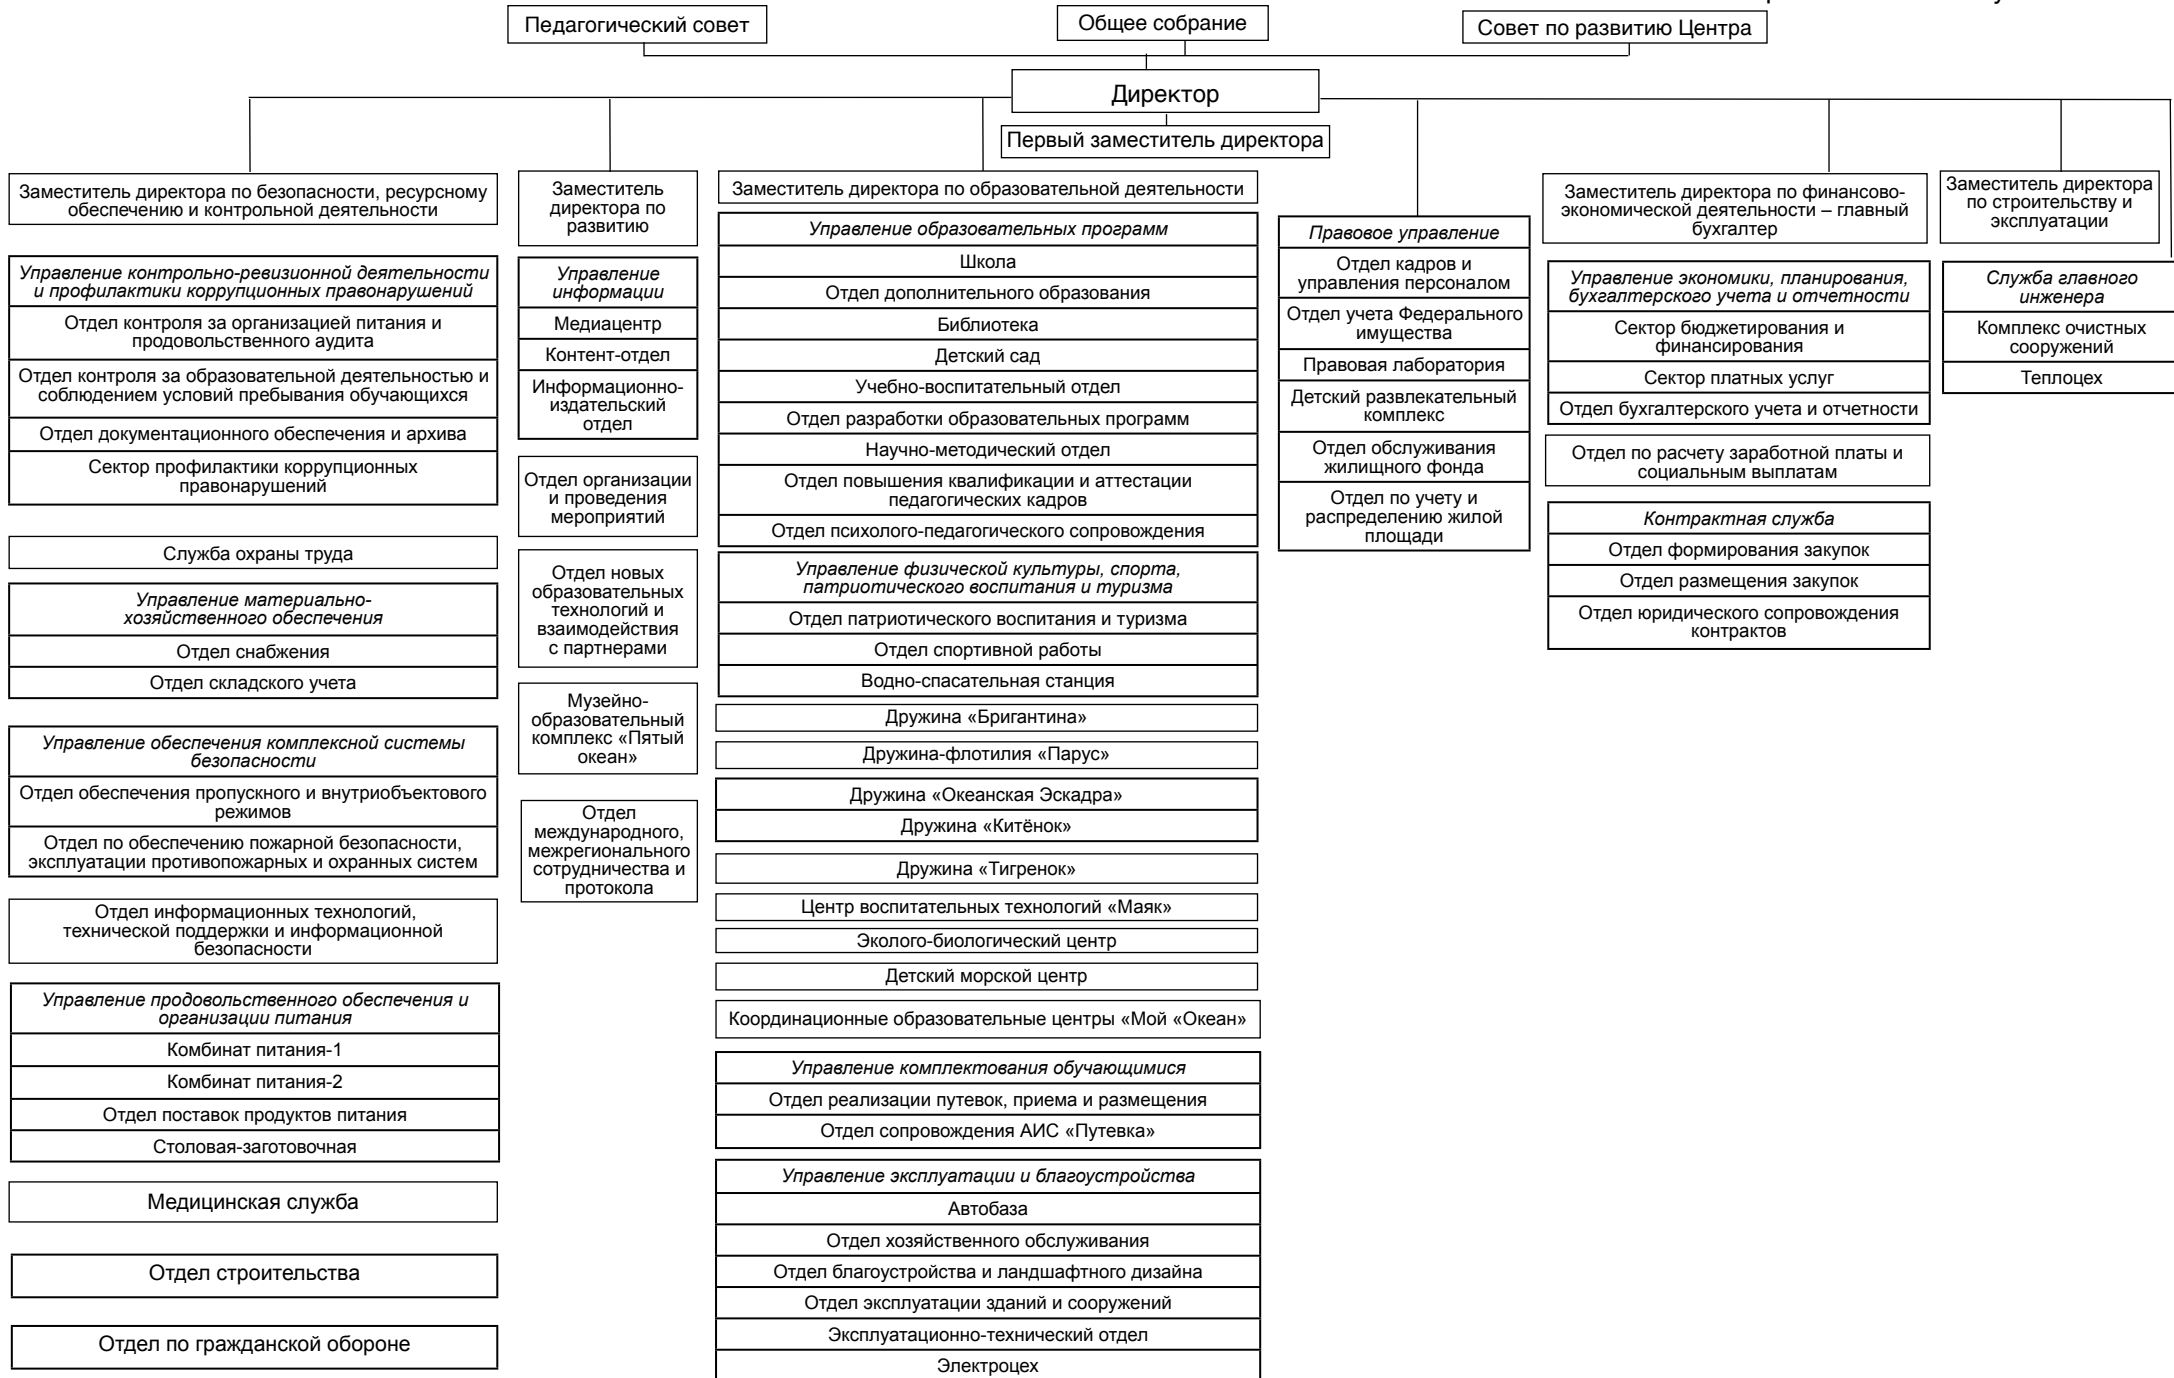 Педагогический совет
Общее собрание
Совет по развитию Центра
Директор
Первый заместитель директора
Заместитель директора по безопасности, ресурсному
обеспечению и контрольной деятельности
Управление контрольно-ревизионной деятельности
и профилактики коррупционных правонарушений
Отдел контроля за организацией питания и
продовольственного аудита
Отдел контроля за образовательной деятельностью и
соблюдением условий пребывания обучающихся
Отдел документационного обеспечения и архива
Сектор профилактики коррупционных
правонарушений
Служба охраны труда
Управление материально-
хозяйственного обеспечения
Отдел снабжения
Отдел складского учета
Управление обеспечения комплексной системы
безопасности
Отдел обеспечения пропускного и внутриобъектового
режимов
Отдел по обеспечению пожарной безопасности,
эксплуатации противопожарных и охранных систем
Отдел информационных технологий,
технической поддержки и информационной
безопасности
Управление продовольственного обеспечения и
организации питания
Комбинат питания-1
Комбинат питания-2
Отдел поставок продуктов питания
Столовая-заготовочная
Медицинская служба
Отдел строительства
Отдел по гражданской обороне
Заместитель
директора по
развитию
Управление
информации
Медиацентр
Контент-отдел
Информационно-
издательский
отдел
Отдел организации
и проведения
мероприятий
Отдел новых
образовательных
технологий и
взаимодействия
с партнерами
Музейно-
образовательный
комплекс «Пятый
океан»
Отдел
международного,
межрегионального
сотрудничества и
протокола
Заместитель директора по образовательной деятельности
Управление образовательных программ
Школа
Отдел дополнительного образования
Библиотека
Детский сад
Учебно-воспитательный отдел
Отдел разработки образовательных программ
Научно-методический отдел
Отдел повышения квалификации и аттестации
педагогических кадров
Отдел психолого-педагогического сопровождения
Управление физической культуры, спорта,
патриотического воспитания и туризма
Отдел патриотического воспитания и туризма
Отдел спортивной работы
Водно-спасательная станция
Дружина «Бригантина»
Дружина-флотилия «Парус»
Дружина «Океанская Эскадра»
Дружина «Китёнок»
Дружина «Тигренок»
Центр воспитательных технологий «Маяк»
Эколого-биологический центр
Детский морской центр
Координационные образовательные центры «Мой «Океан»
Управление комплектования обучающимися
Отдел реализации путевок, приема и размещения
Отдел сопровождения АИС «Путевка»
Управление эксплуатации и благоустройства
Автобаза
Отдел хозяйственного обслуживания
Отдел благоустройства и ландшафтного дизайна
Отдел эксплуатации зданий и сооружений
Эксплуатационно-технический отдел
Электроцех
Правовое управление
Отдел кадров и
управления персоналом
Отдел учета Федерального
имущества
Правовая лаборатория
Детский развлекательный
комплекс
Отдел обслуживания
жилищного фонда
Отдел по учету и
распределению жилой
площади
Заместитель директора по финансово-
экономической деятельности – главный
бухгалтер
Управление экономики, планирования,
бухгалтерского учета и отчетности
Сектор бюджетирования и
финансирования
Сектор платных услуг
Отдел бухгалтерского учета и отчетности
Отдел по расчету заработной платы и
социальным выплатам
Контрактная служба
Отдел формирования закупок
Отдел размещения закупок
Отдел юридического сопровождения
контрактов
Заместитель директора
по строительству и
эксплуатации
Служба главного
инженера
Комплекс очистных
сооружений
Теплоцех